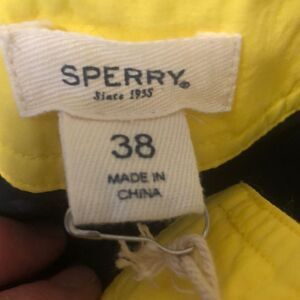 SPERRY®
Since 1935
38
MADE IN
CHINA